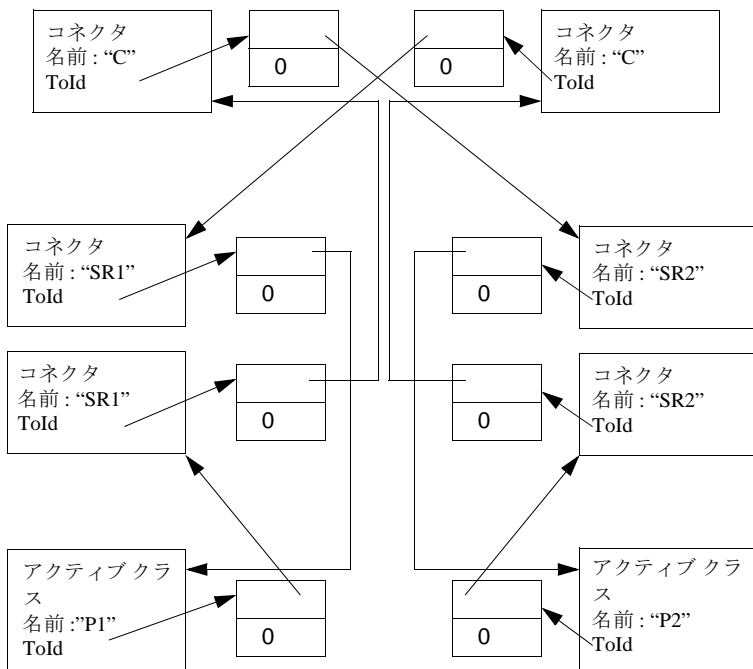 コネクタ
名前 : “C”
ToId
0
0
コネクタ
名前 : “C”
ToId
コネクタ
名前 : “SR1”
ToId
0
0
コネクタ
名前 : “SR2”
ToId
コネクタ
名前 : “SR1”
ToId
0
0
コネクタ
名前 : “SR2”
ToId
アクティブ クラ
ス
名前 :”P1”
ToId
0
0
アクティブ クラ
ス
名前 : “P2”
ToId